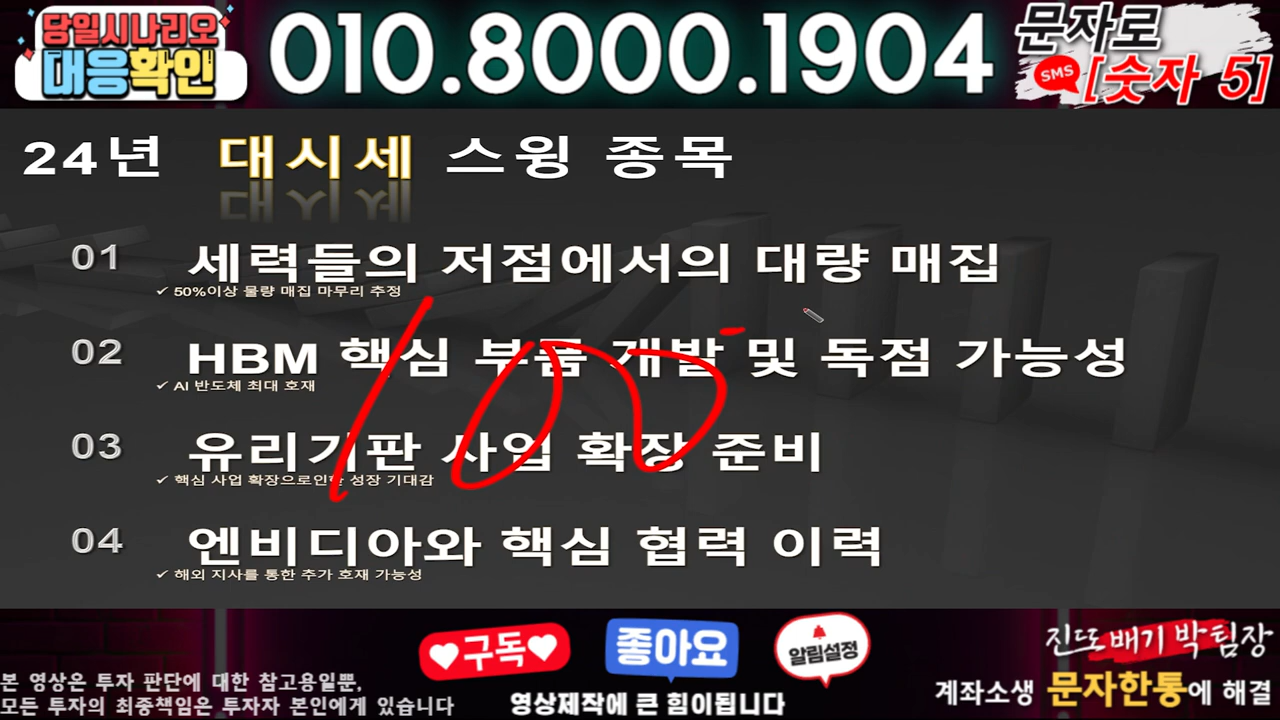 당일시나리오
대응확인
010.8000.1904
문자로
SMS [숫자 5]
24년 대시세 스윙 종목
01 세력들의 저점에서의 대량 매집
✓ 50%이상 물량 매집 마무리 추정
02 HBM 핵심 부품 개발 및 독점 가능성
✓ AI 반도체 최대 호재
03 유리기판 사업 확장 준비
✓ 핵심 사업 확장으로인한 성장 기대감
04 엔비디아와 핵심 협력 이력
✓ 해외 지사를 통한 추가 호재 가능성
100
구독
좋아요
알림설정
영상제작에 큰 힘이됩니다
본 영상은 투자 판단에 대한 참고용일뿐,
모든 투자의 최종책임은 투자자 본인에게 있습니다
진또배기 박팀장
계좌소생 문자한통에 해결